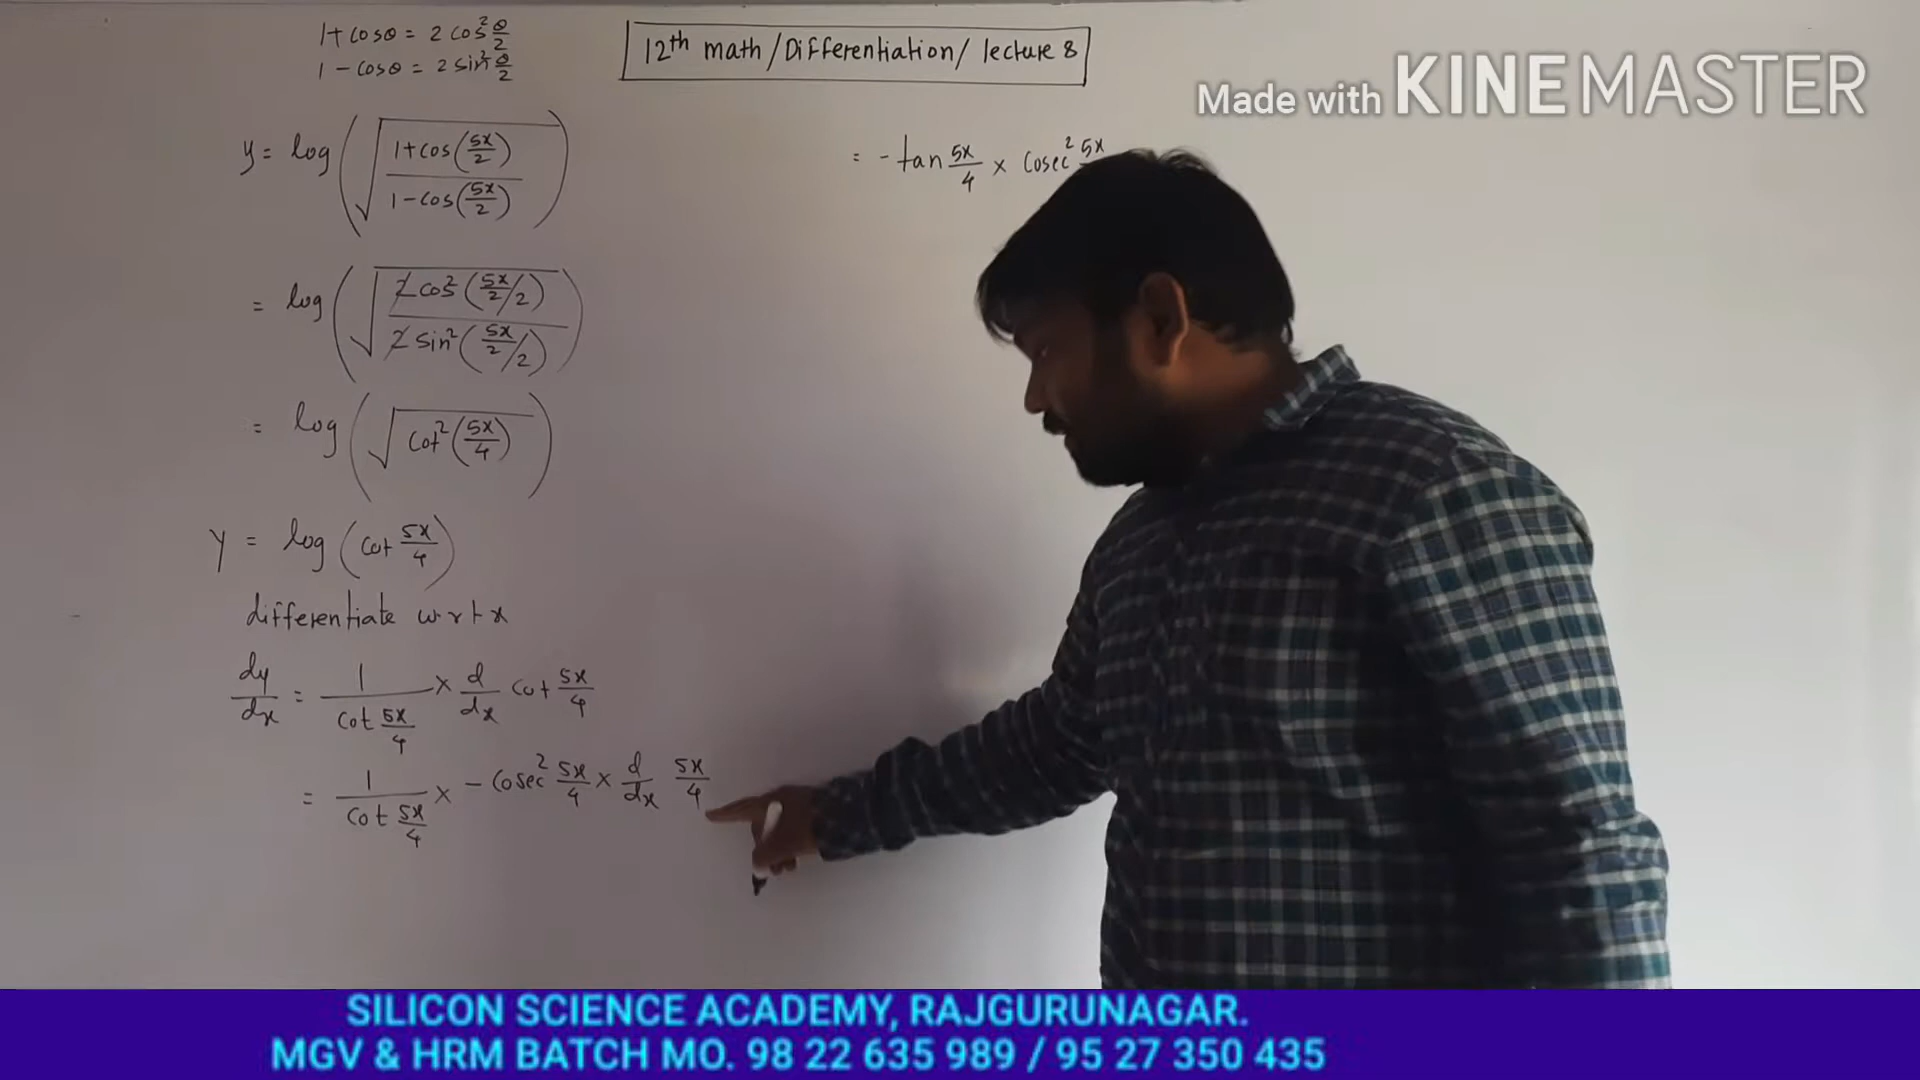 1+cosθ = 2 cos² θ/2
1-cosθ = 2 sin² θ/2
12th math/Differentiation/ lecture 8
Made with KINEMASTER
y = log (√((1+cos(5x/2))/(1-cos(5x/2))))
= log (√((2cos²(5x/2/2))/(2sin²(5x/2/2))))
= log (√(cot²(5x/4)))
y = log (cot 5x/4)
differentiate w r t x
dy/dx = 1/(cot 5x/4) × d/dx cot 5x/4
= 1/(cot 5x/4) × - cosec² 5x/4 × d/dx 5x/4
= - tan 5x/4 × cosec² 5x
SILICON SCIENCE ACADEMY, RAJGURUNAGAR.
MGV & HRM BATCH MO. 98 22 635 989 / 95 27 350 435